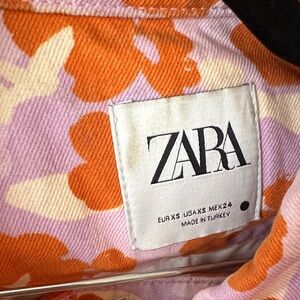 ZARA
EUR XS USA XS MEX 24
MADE IN TURKEY